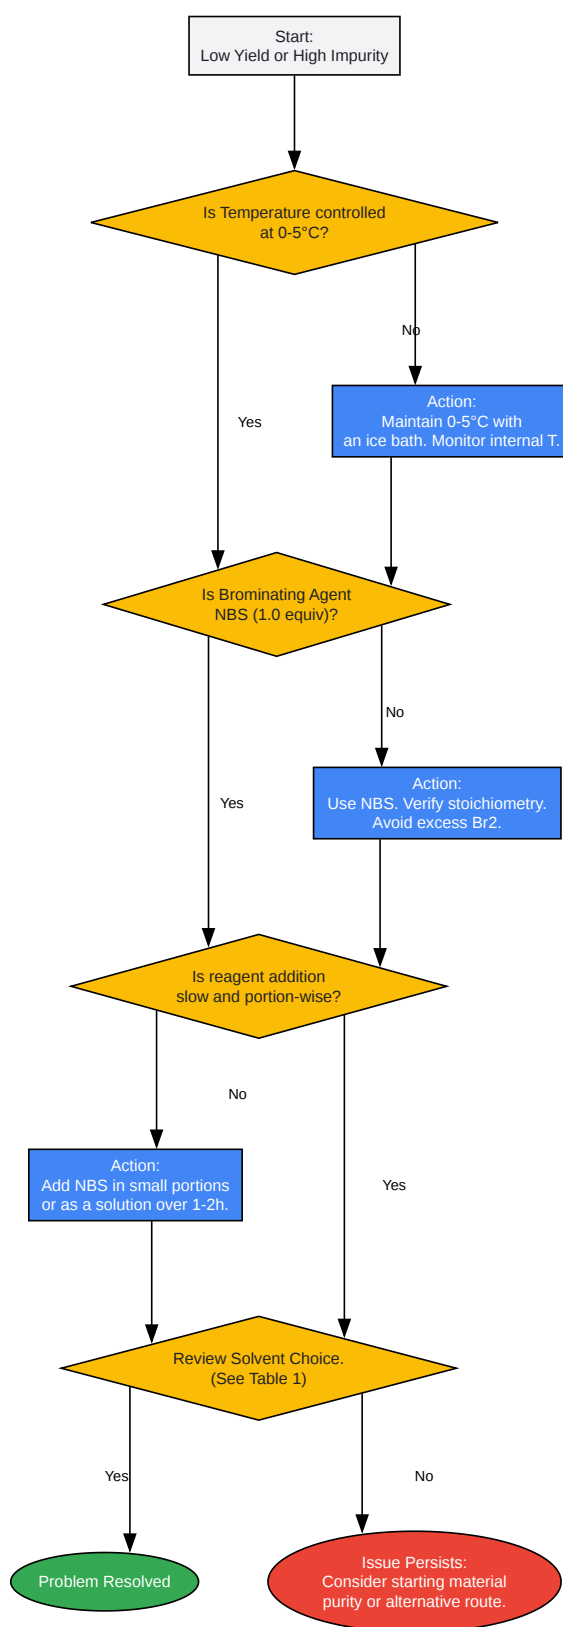 Start:
Low Yield or High Impurity
Is Temperature controlled
at 0-5°C?
No
Action:
Maintain 0-5°C with
an ice bath. Monitor internal T.
Yes
Is Brominating Agent
NBS (1.0 equiv)?
No
Action:
Use NBS. Verify stoichiometry.
Avoid excess Br2.
Yes
Is reagent addition
slow and portion-wise?
No
Action:
Add NBS in small portions
or as a solution over 1-2h.
Yes
Review Solvent Choice.
(See Table 1)
Yes
No
Problem Resolved
Issue Persists:
Consider starting material
purity or alternative route.